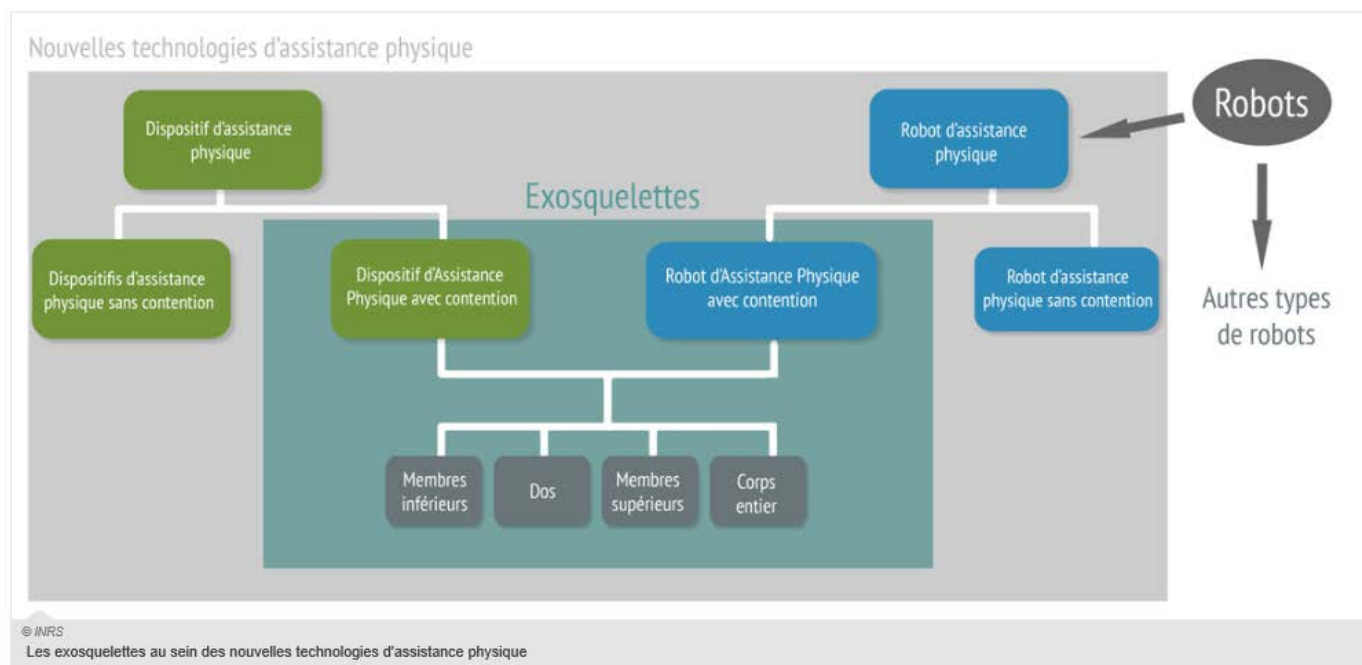 Nouvelles technologies d'assistance physique
Robots
Dispositif d'assistance
physique
Robot d'assistance
physique
Exosquelettes
Dispositifis d'assistance
physique sans contention
Dispositif d'Assistance
Physique avec contention
Robot d'Assistance Physique
avec contention
Robot d'assistance
physique sans contention
Autres types
de robots
Membres
inférieurs
Dos
Membres
supérieurs
Corps
entier
© INRS
Les exosquelettes au sein des nouvelles technologies d'assistance physique